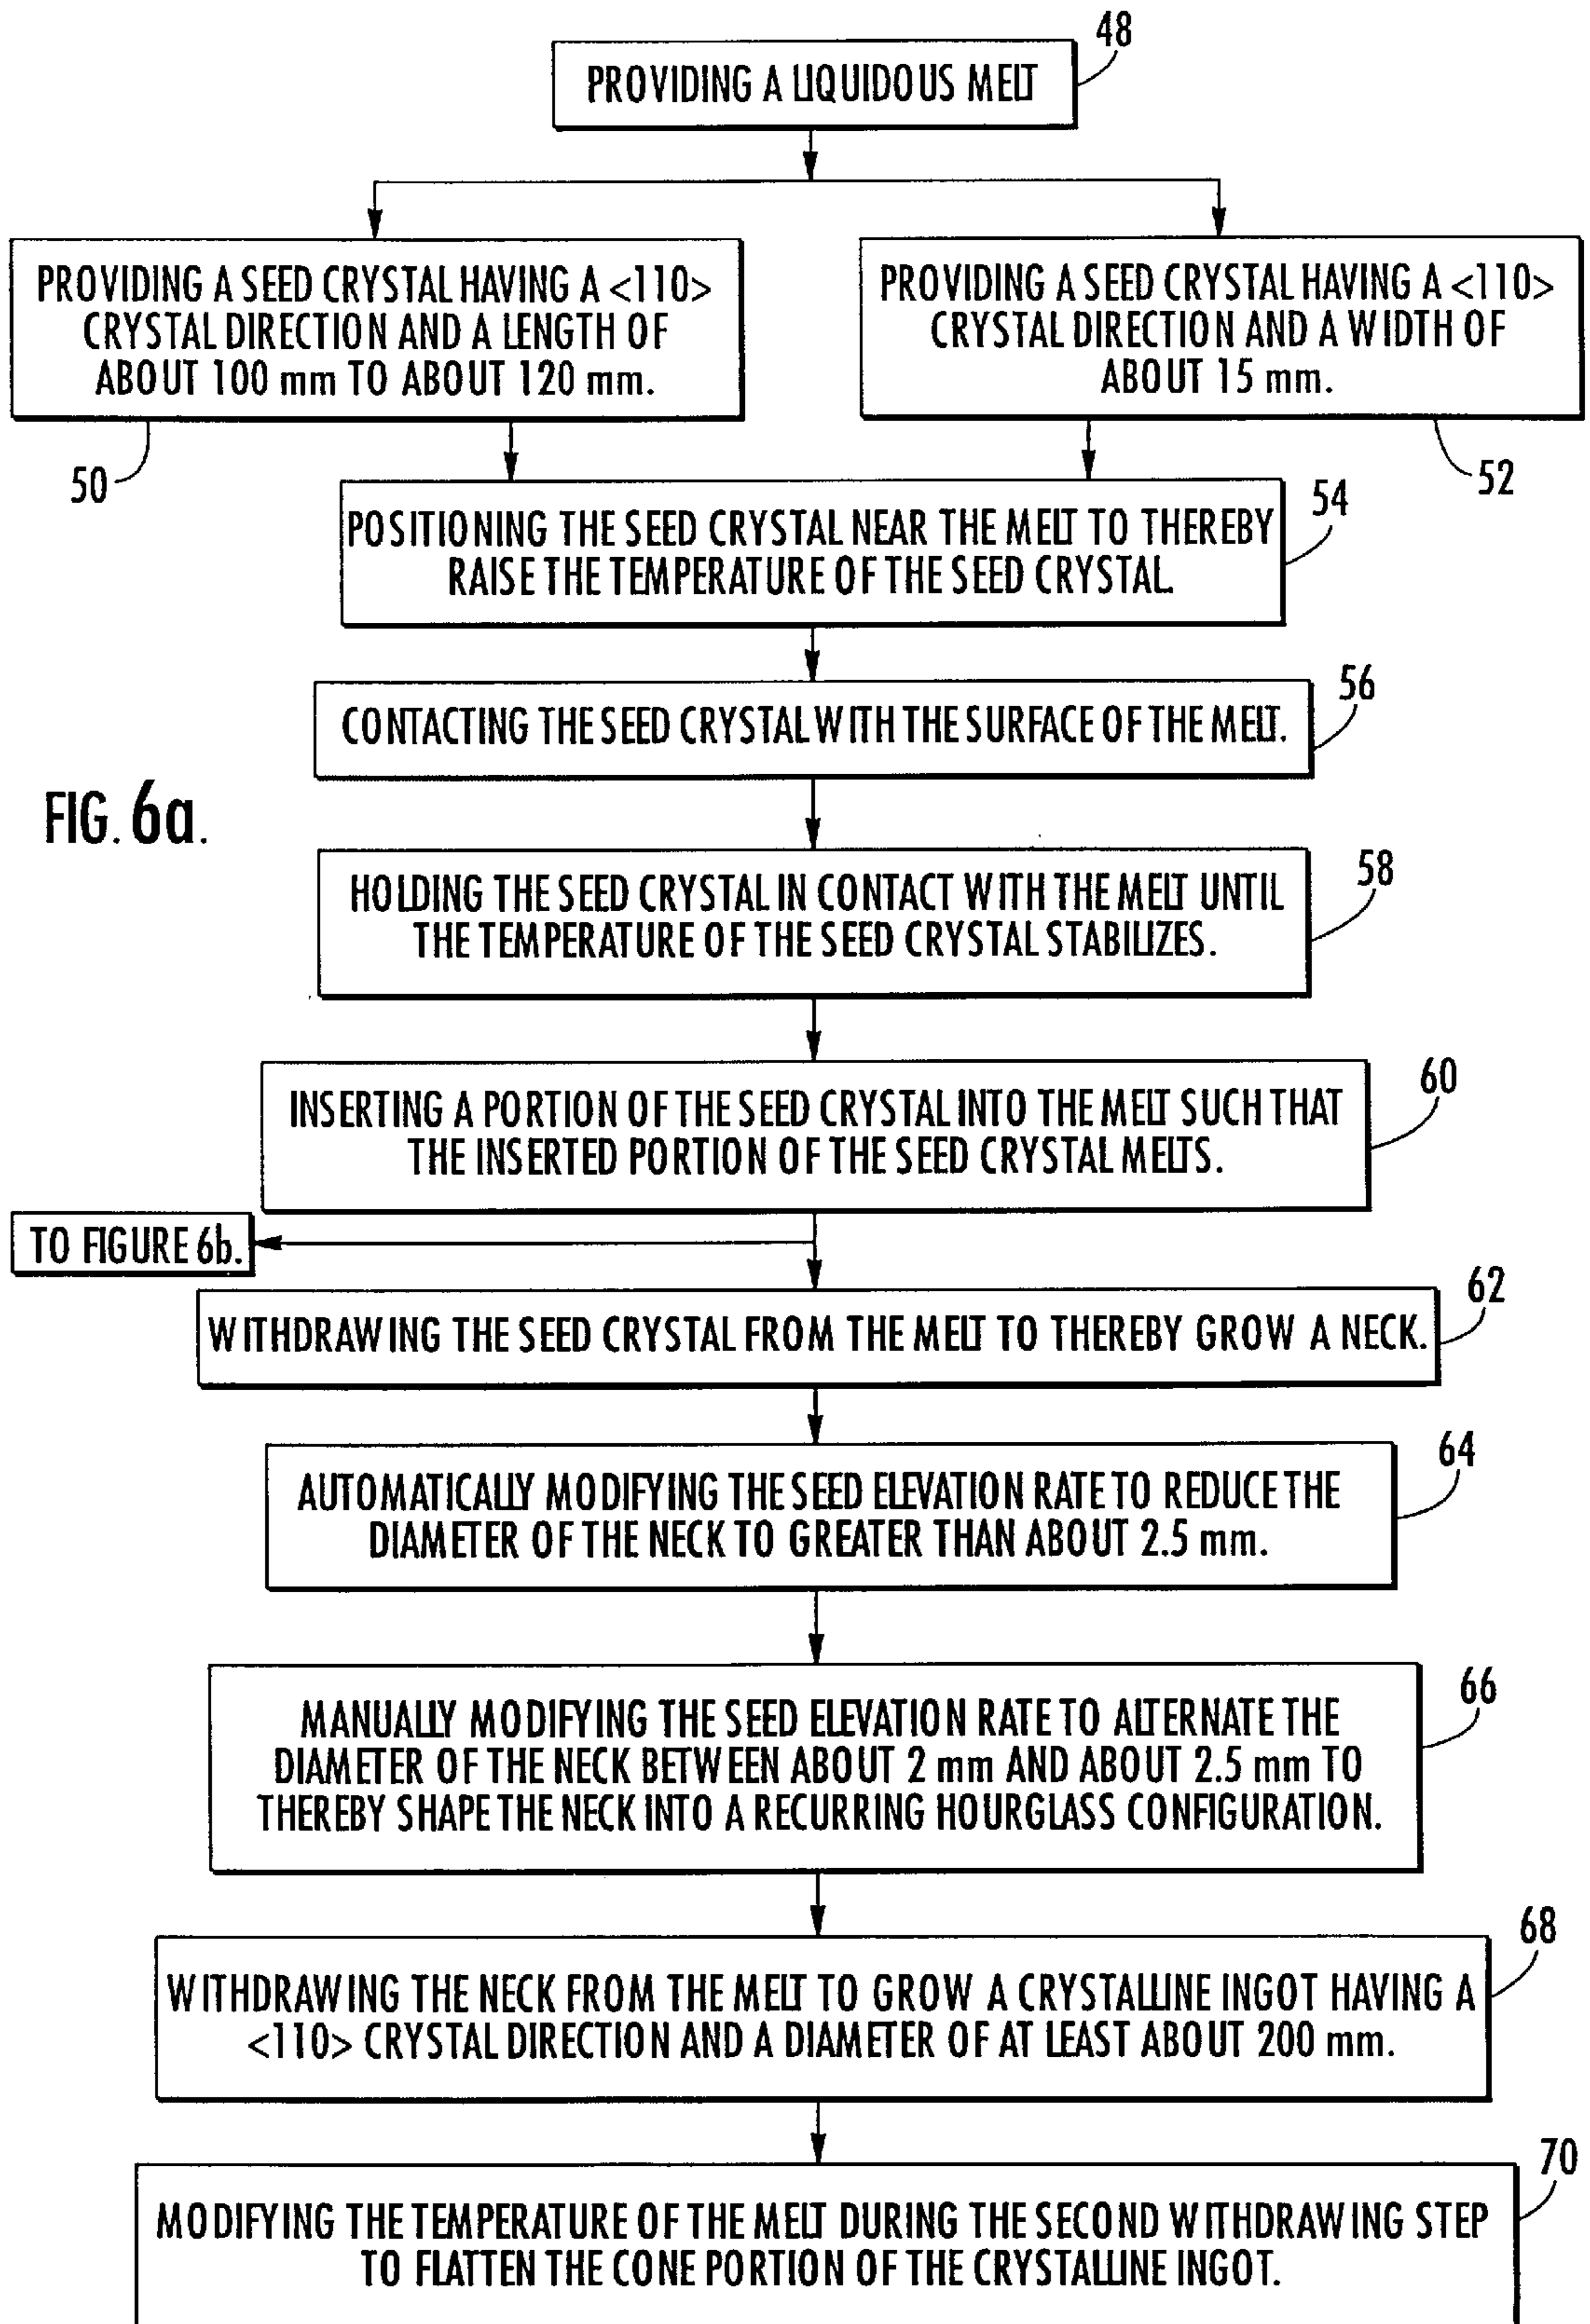 48
PROVIDING A LIQUIDOUS MELT
PROVIDING A SEED CRYSTAL HAVING A <110>
CRYSTAL DIRECTION AND A LENGTH OF
ABOUT 100 mm TO ABOUT 120 mm.
50
PROVIDING A SEED CRYSTAL HAVING A <110>
CRYSTAL DIRECTION AND A WIDTH OF
ABOUT 15 mm.
52
54
POSITIONING THE SEED CRYSTAL NEAR THE MELT TO THEREBY
RAISE THE TEMPERATURE OF THE SEED CRYSTAL.
56
CONTACTING THE SEED CRYSTAL WITH THE SURFACE OF THE MELT.
FIG. 6a.
58
HOLDING THE SEED CRYSTAL IN CONTACT WITH THE MELT UNTIL
THE TEMPERATURE OF THE SEED CRYSTAL STABILIZES.
60
INSERTING A PORTION OF THE SEED CRYSTAL INTO THE MELT SUCH THAT
THE INSERTED PORTION OF THE SEED CRYSTAL MELTS.
TO FIGURE 6b.
62
WITHDRAWING THE SEED CRYSTAL FROM THE MELT TO THEREBY GROW A NECK.
64
AUTOMATICALLY MODIFYING THE SEED ELEVATION RATE TO REDUCE THE
DIAMETER OF THE NECK TO GREATER THAN ABOUT 2.5 mm.
66
MANUALLY MODIFYING THE SEED ELEVATION RATE TO ALTERNATE THE
DIAMETER OF THE NECK BETWEEN ABOUT 2 mm AND ABOUT 2.5 mm TO
THEREBY SHAPE THE NECK INTO A RECURRING HOURGLASS CONFIGURATION.
68
WITHDRAWING THE NECK FROM THE MELT TO GROW A CRYSTALLINE INGOT HAVING A
<110> CRYSTAL DIRECTION AND A DIAMETER OF AT LEAST ABOUT 200 mm.
70
MODIFYING THE TEMPERATURE OF THE MELT DURING THE SECOND WITHDRAWING STEP
TO FLATTEN THE CONE PORTION OF THE CRYSTALLINE INGOT.